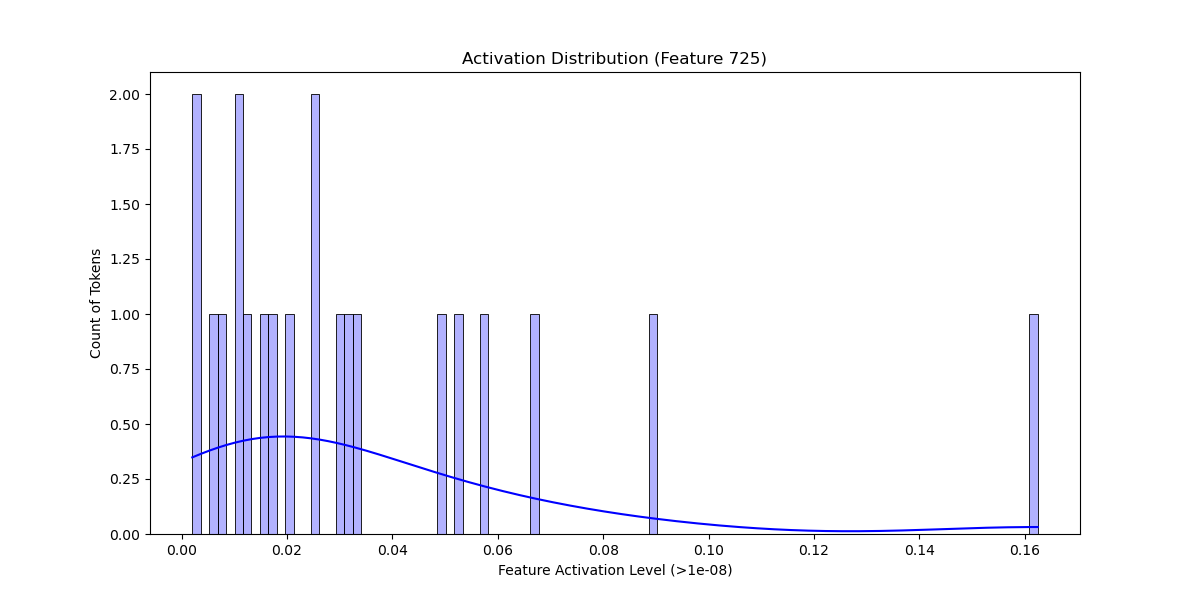 Activation Distribution (Feature 725)
Count of Tokens
2.00
1.75
1.50
1.25
1.00
0.75
0.50
0.25
0.00
0.00 0.02 0.04 0.06 0.08 0.10 0.12 0.14 0.16
Feature Activation Level (>1e-08)